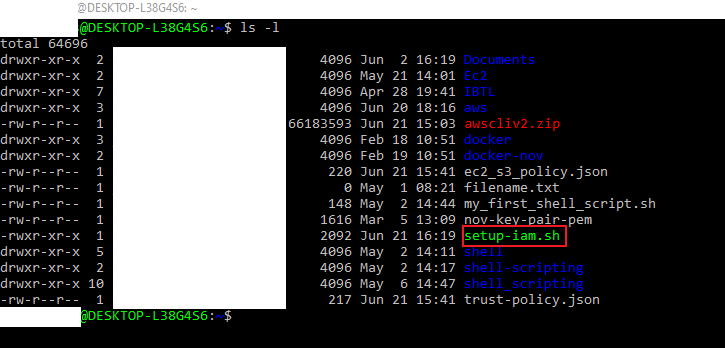 @DESKTOP-L38G4S6: ~
@DESKTOP-L38G4S6:~$ ls -l
total 64696
drwxr-xr-x 2 4096 Jun 2 16:19 Documents
drwxr-xr-x 2 4096 May 21 14:01 Ec2
drwxr-xr-x 7 4096 Apr 28 19:41 IBTL
drwxr-xr-x 3 4096 Jun 20 18:16 aws
-rw-r--r-- 1 66183593 Jun 21 15:03 awscliv2.zip
drwxr-xr-x 3 4096 Feb 18 10:51 docker
drwxr-xr-x 2 4096 Feb 19 10:51 docker-nov
-rw-r--r-- 1 220 Jun 21 15:41 ec2_s3_policy.json
-rw-r--r-- 1 0 May 1 08:21 filename.txt
-rw-r--r-- 1 148 May 2 14:44 my_first_shell_script.sh
-rw-r--r-- 1 1616 Mar 5 13:09 nov-key-pair-pem
-rwxr-xr-x 1 2092 Jun 21 16:19 setup-iam.sh
drwxr-xr-x 5 4096 May 2 14:11 shell
drwxr-xr-x 2 4096 May 2 14:17 shell-scripting
drwxr-xr-x 10 4096 May 6 14:47 shell_scripting
-rw-r--r-- 1 217 Jun 21 15:41 trust-policy.json
@DESKTOP-L38G4S6:~$